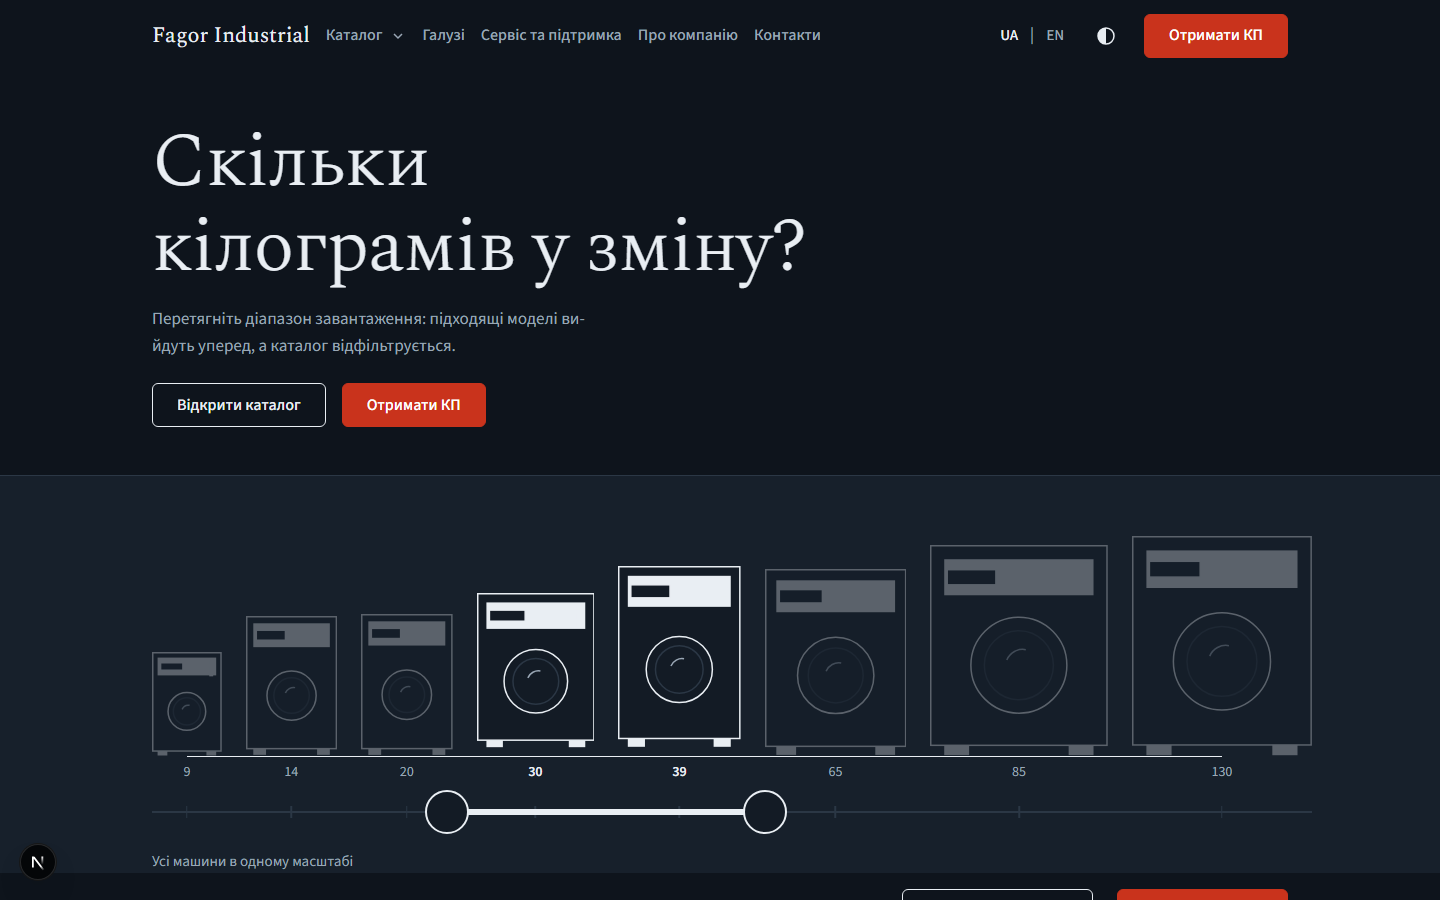 Fagor Industrial Каталог Галузі Сервіс та підтримка Про компанію Контакти UA | EN Отримати КП
Скільки
кілограмів у зміну?
Перетягніть діапазон завантаження: підходящі моделі ви-
йдуть уперед, а каталог відфільтрується.
Відкрити каталог Отримати КП
9 14 20 30 39 65 85 130
Усі машини в одному масштабі
N